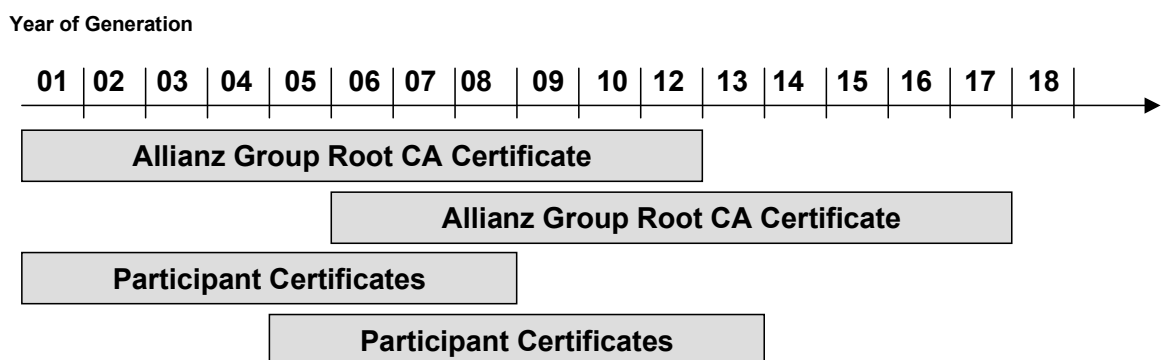 Year of Generation
01 02 03 04 05 06 07 08 09 10 12 13 14 15 16 17 18
Allianz Group Root CA Certificate
Allianz Group Root CA Certificate
Participant Certificates
Participant Certificates